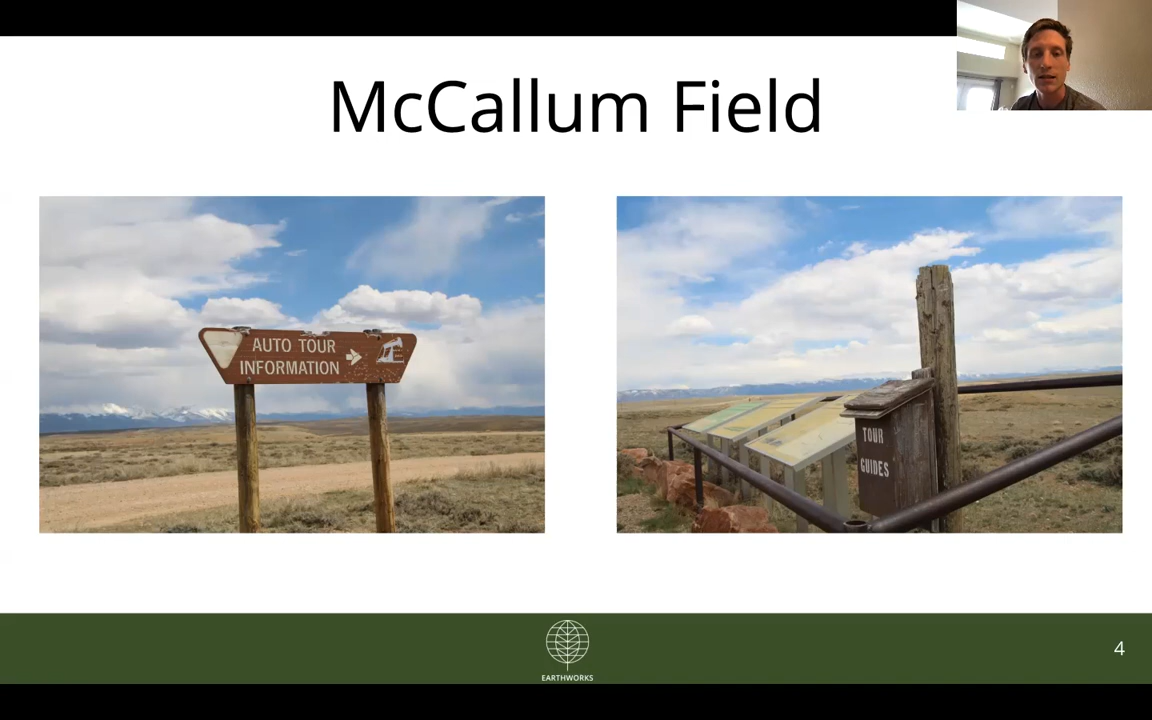 McCallum Field
AUTO TOUR
INFORMATION
TOUR
GUIDES
EARTHWORKS
4